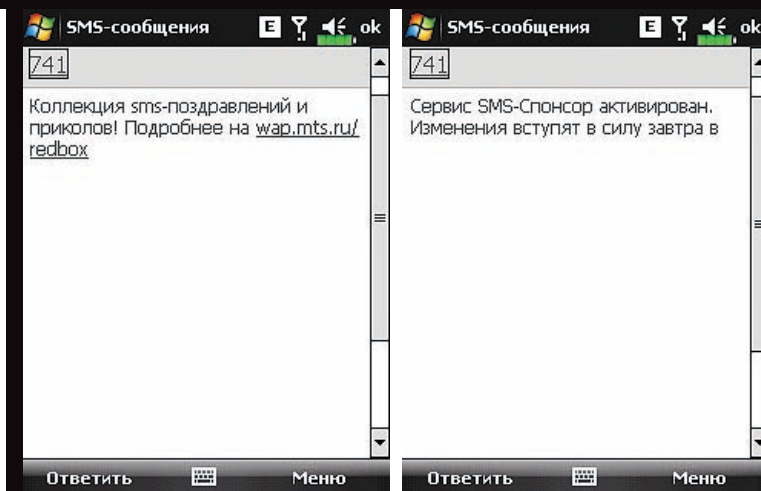 SMS-сообщения E ok
741
Коллекция sms-поздравлений и
приколов! Подробнее на wap.mts.ru/
redbox
Ответить Меню
SMS-сообщения E ok
741
Сервис SMS-Спонсор активирован.
Изменения вступят в силу завтра в
Ответить Меню